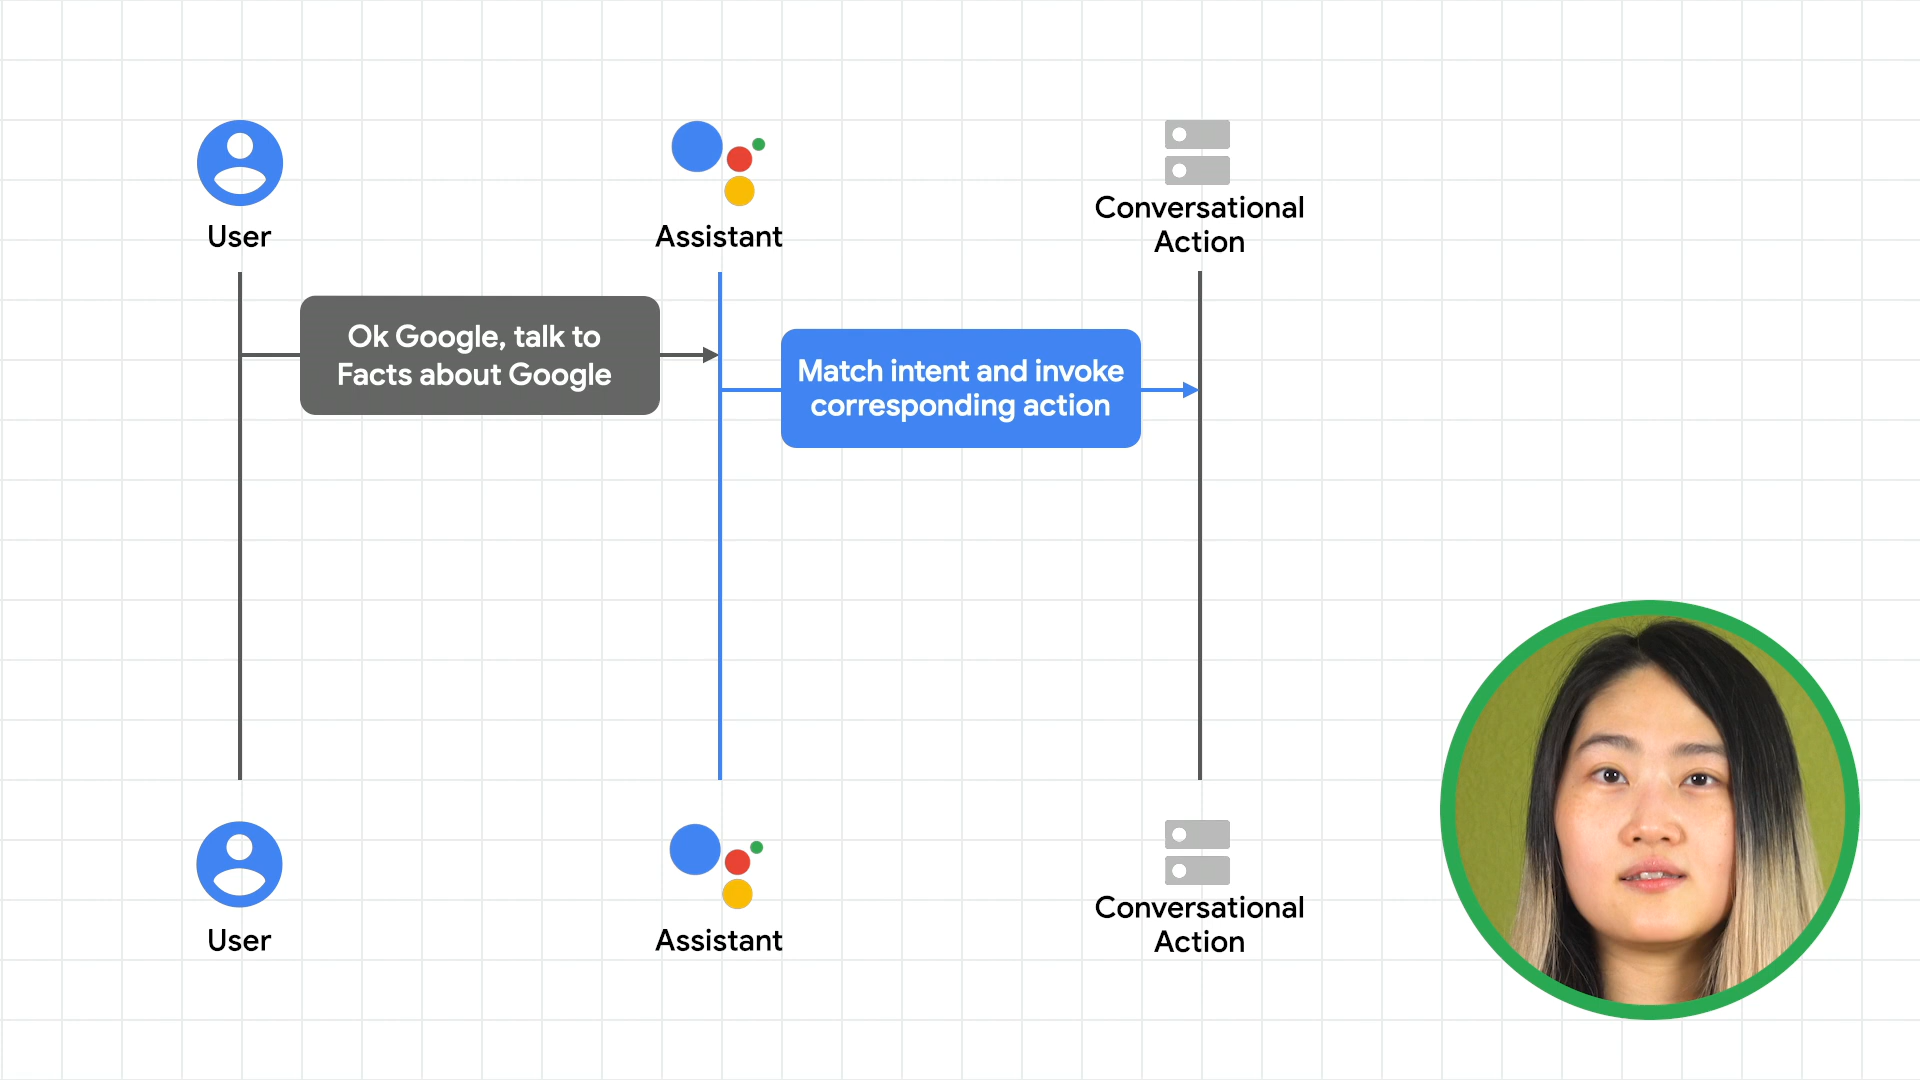 User
Assistant
Conversational
Action
Ok Google, talk to
Facts about Google
Match intent and invoke
corresponding action
User
Assistant
Conversational
Action